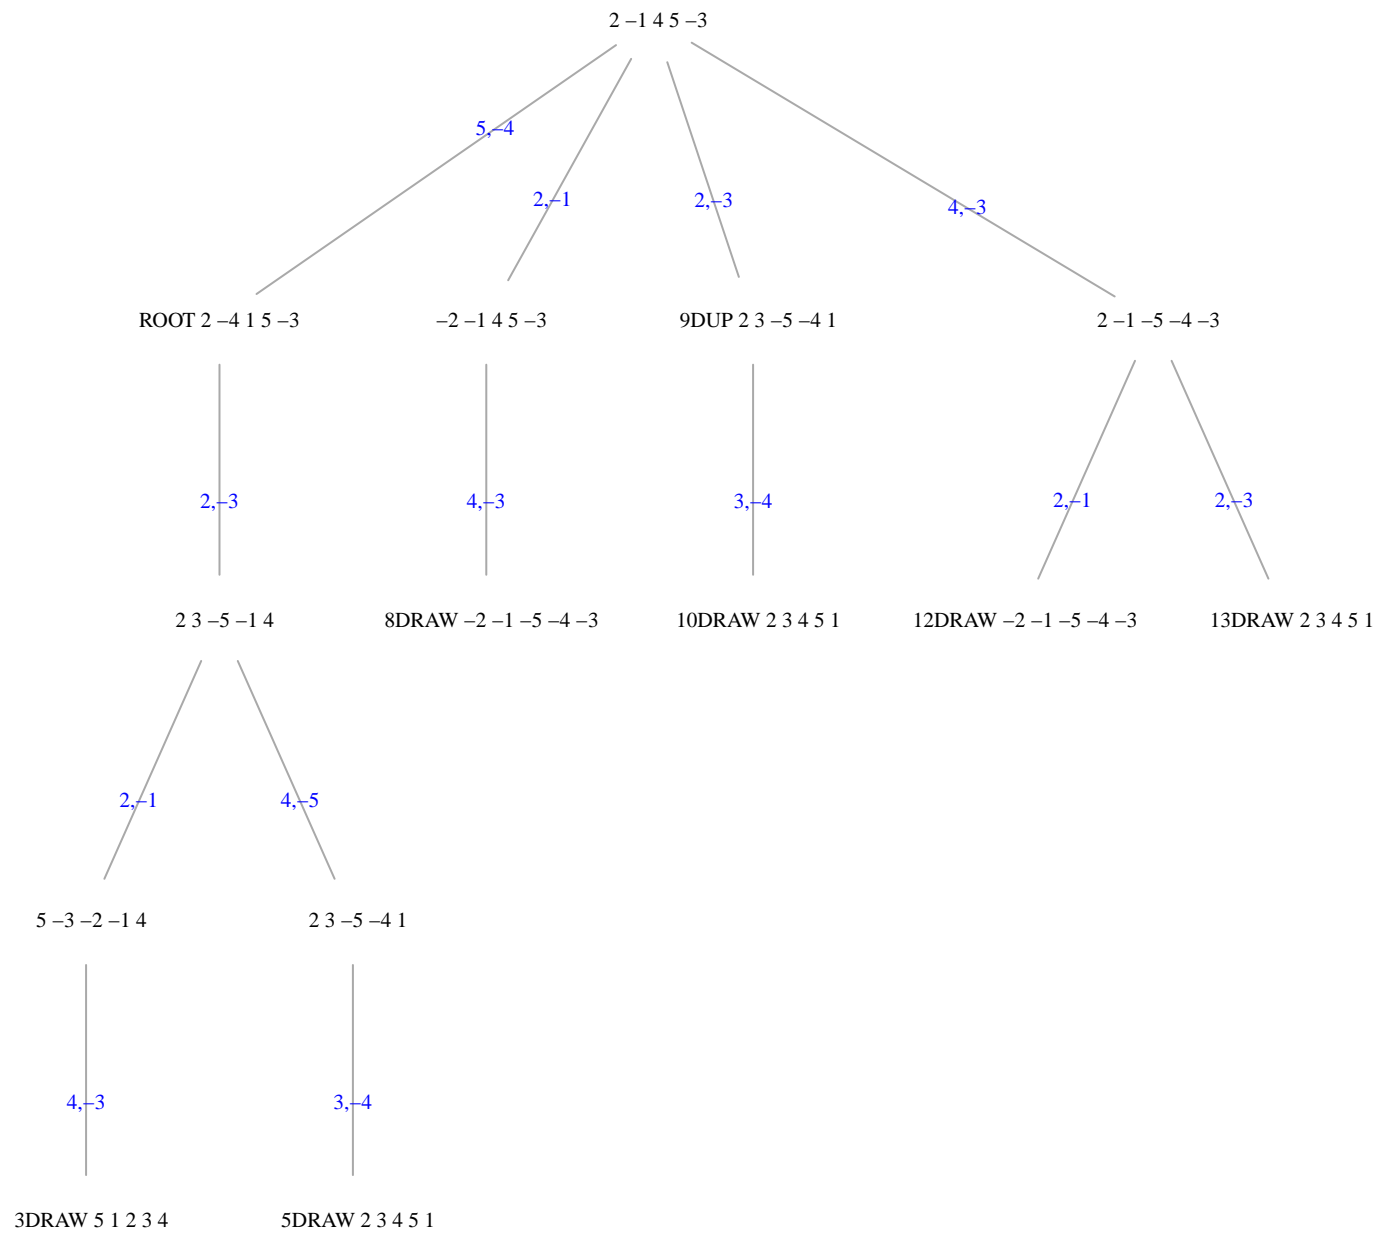 2 –1 4 5 –3
5,–4
2,–1
2,–3
4,–3
ROOT 2 –4 1 5 –3
–2 –1 4 5 –3
9DUP 2 3 –5 –4 1
2 –1 –5 –4 –3
2,–3
4,–3
3,–4
2,–1
2,–3
2 3 –5 –1 4
8DRAW –2 –1 –5 –4 –3
10DRAW 2 3 4 5 1
12DRAW –2 –1 –5 –4 –3
13DRAW 2 3 4 5 1
2,–1
4,–5
5 –3 –2 –1 4
2 3 –5 –4 1
4,–3
3,–4
3DRAW 5 1 2 3 4
5DRAW 2 3 4 5 1